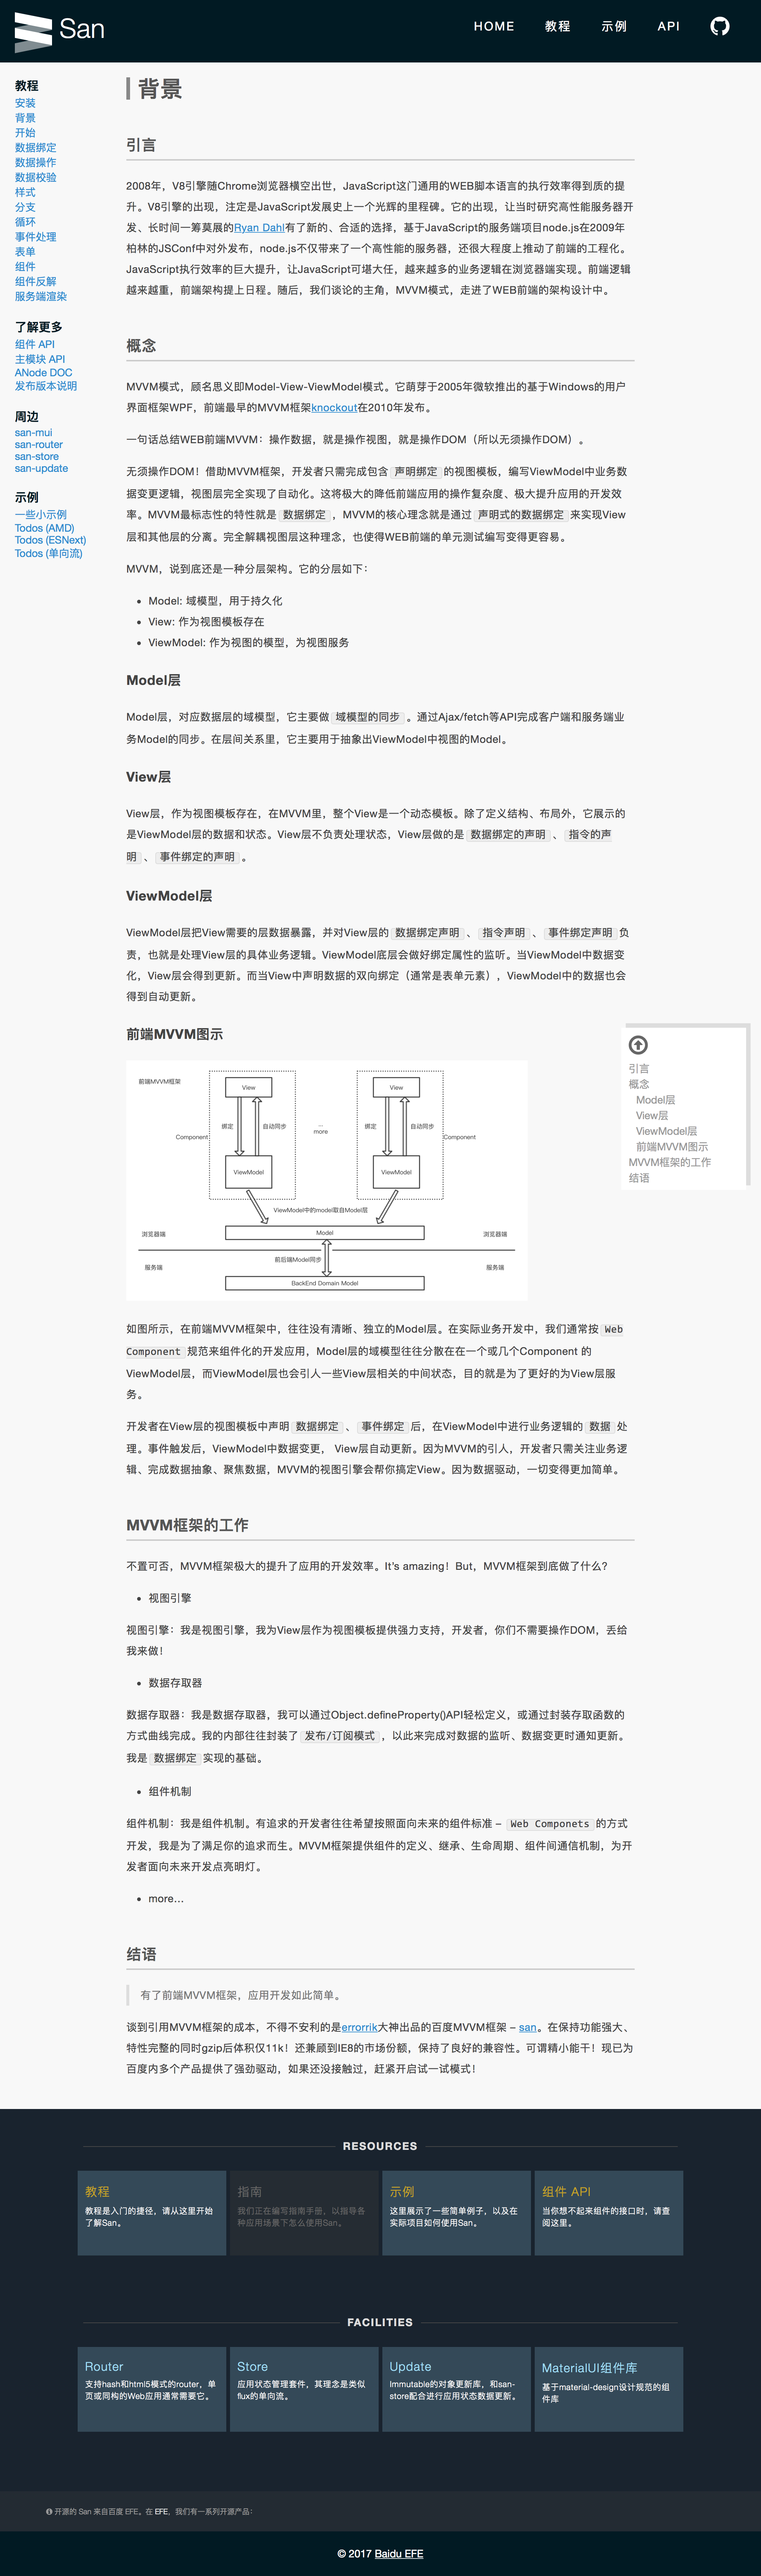 San
HOME 教程 示例 API
教程
安装
背景
开始
数据绑定
数据操作
数据校验
样式
分支
循环
事件处理
表单
组件
组件反解
服务端渲染
了解更多
组件 API
主模块 API
ANode DOC
发布版本说明
周边
san-mui
san-router
san-store
san-update
示例
一些小示例
Todos (AMD)
Todos (ESNext)
Todos (单向流)
背景
引言
2008年，V8引擎随Chrome浏览器横空出世，JavaScript这门通用的WEB脚本语言的执行效率得到质的提
升。V8引擎的出现，注定是JavaScript发展史上一个光辉的里程碑。它的出现，让当时研究高性能服务器开
发、长时间一筹莫展的Ryan Dahl有了新的、合适的选择，基于JavaScript的服务端项目node.js在2009年
柏林的JSConf中对外发布，node.js不仅带来了一个高性能的服务器，还很大程度上推动了前端的工程化。
JavaScript执行效率的巨大提升，让JavaScript可堪大任，越来越多的业务逻辑在浏览器端实现。前端逻辑
越来越重，前端架构提上日程。随后，我们谈论的主角，MVVM模式，走进了WEB前端的架构设计中。
概念
MVVM模式，顾名思义即Model-View-ViewModel模式。它萌芽于2005年微软推出的基于Windows的用户
界面框架WPF，前端最早的MVVM框架knockout在2010年发布。
一句话总结WEB前端MVVM：操作数据，就是操作视图，就是操作DOM（所以无须操作DOM）。
无须操作DOM！借助MVVM框架，开发者只需完成包含 声明绑定 的视图模板，编写ViewModel中业务数
据变更逻辑，视图层完全实现了自动化。这将极大的降低前端应用的操作复杂度、极大提升应用的开发效
率。MVVM最标志性的特性就是 数据绑定 ，MVVM的核心理念就是通过 声明式的数据绑定 来实现View
层和其他层的分离。完全解耦视图层这种理念，也使得WEB前端的单元测试编写变得更容易。
MVVM，说到底还是一种分层架构。它的分层如下：
• Model: 域模型，用于持久化
• View: 作为视图模板存在
• ViewModel: 作为视图的模型，为视图服务
Model层
Model层，对应数据层的域模型，它主要做 域模型的同步 。通过Ajax/fetch等API完成客户端和服务端业
务Model的同步。在层间关系里，它主要用于抽象出ViewModel中视图的Model。
View层
View层，作为视图模板存在，在MVVM里，整个View是一个动态模板。除了定义结构、布局外，它展示的
是ViewModel层的数据和状态。View层不负责处理状态，View层做的是 数据绑定的声明 、 指令的声
明 、 事件绑定的声明 。
ViewModel层
ViewModel层把View需要的层数据暴露，并对View层的 数据绑定声明 、 指令声明 、 事件绑定声明 负
责，也就是处理View层的具体业务逻辑。ViewModel底层会做好绑定属性的监听。当ViewModel中数据变
化，View层会得到更新。而当View中声明数据的双向绑定（通常是表单元素），ViewModel中的数据也会
得到自动更新。
前端MVVM图示
前端MVVM框架
View
View
绑定
自动同步
...
more
绑定
自动同步
Component
Component
ViewModel
ViewModel
ViewModel中的model取自Model层
浏览器端
Model
浏览器端
服务端
前后端Model同步
服务端
BackEnd Domain Model
引言
概念
Model层
View层
ViewModel层
前端MVVM图示
MVVM框架的工作
结语
如图所示，在前端MVVM框架中，往往没有清晰、独立的Model层。在实际业务开发中，我们通常按 Web
Component 规范来组件化的开发应用，Model层的域模型往往分散在在一个或几个Component 的
ViewModel层，而ViewModel层也会引人一些View层相关的中间状态，目的就是为了更好的为View层服
务。
开发者在View层的视图模板中声明 数据绑定 、 事件绑定 后，在ViewModel中进行业务逻辑的 数据 处
理。事件触发后，ViewModel中数据变更， View层自动更新。因为MVVM的引人，开发者只需关注业务逻
辑、完成数据抽象、聚焦数据，MVVM的视图引擎会帮你搞定View。因为数据驱动，一切变得更加简单。
MVVM框架的工作
不置可否，MVVM框架极大的提升了应用的开发效率。It's amazing！But，MVVM框架到底做了什么？
• 视图引擎
视图引擎：我是视图引擎，我为View层作为视图模板提供强力支持，开发者，你们不需要操作DOM，丢给
我来做！
• 数据存取器
数据存取器：我是数据存取器，我可以通过Object.defineProperty()API轻松定义，或通过封装存取函数的
方式曲线完成。我的内部往往封装了 发布/订阅模式 ，以此来完成对数据的监听、数据变更时通知更新。
我是 数据绑定 实现的基础。
• 组件机制
组件机制：我是组件机制。有追求的开发者往往希望按照面向未来的组件标准 – Web Componets 的方式
开发，我是为了满足你的追求而生。MVVM框架提供组件的定义、继承、生命周期、组件间通信机制，为开
发者面向未来开发点亮明灯。
• more…
结语
有了前端MVVM框架，应用开发如此简单。
谈到引用MVVM框架的成本，不得不安利的是errorrik大神出品的百度MVVM框架 – san。在保持功能强大、
特性完整的同时gzip后体积仅11k！还兼顾到IE8的市场份额，保持了良好的兼容性。可谓精小能干！现已为
百度内多个产品提供了强劲驱动，如果还没接触过，赶紧开启试一试模式！
RESOURCES
教程
教程是入门的捷径，请从这里开始
了解San。
指南
我们正在编写指南手册，以指导各
种应用场景下怎么使用San。
示例
这里展示了一些简单例子，以及在
实际项目如何使用San。
组件 API
当你想不起来组件的接口时，请查
阅这里。
FACILITIES
Router
支持hash和html5模式的router，单
页或同构的Web应用通常需要它。
Store
应用状态管理套件，其理念是类似
flux的单向流。
Update
Immutable的对象更新库，和san-
store配合进行应用状态数据更新。
MaterialUI组件库
基于material-design设计规范的组
件库
开源的 San 来自百度 EFE。在 EFE，我们有一系列开源产品：
© 2017 Baidu EFE